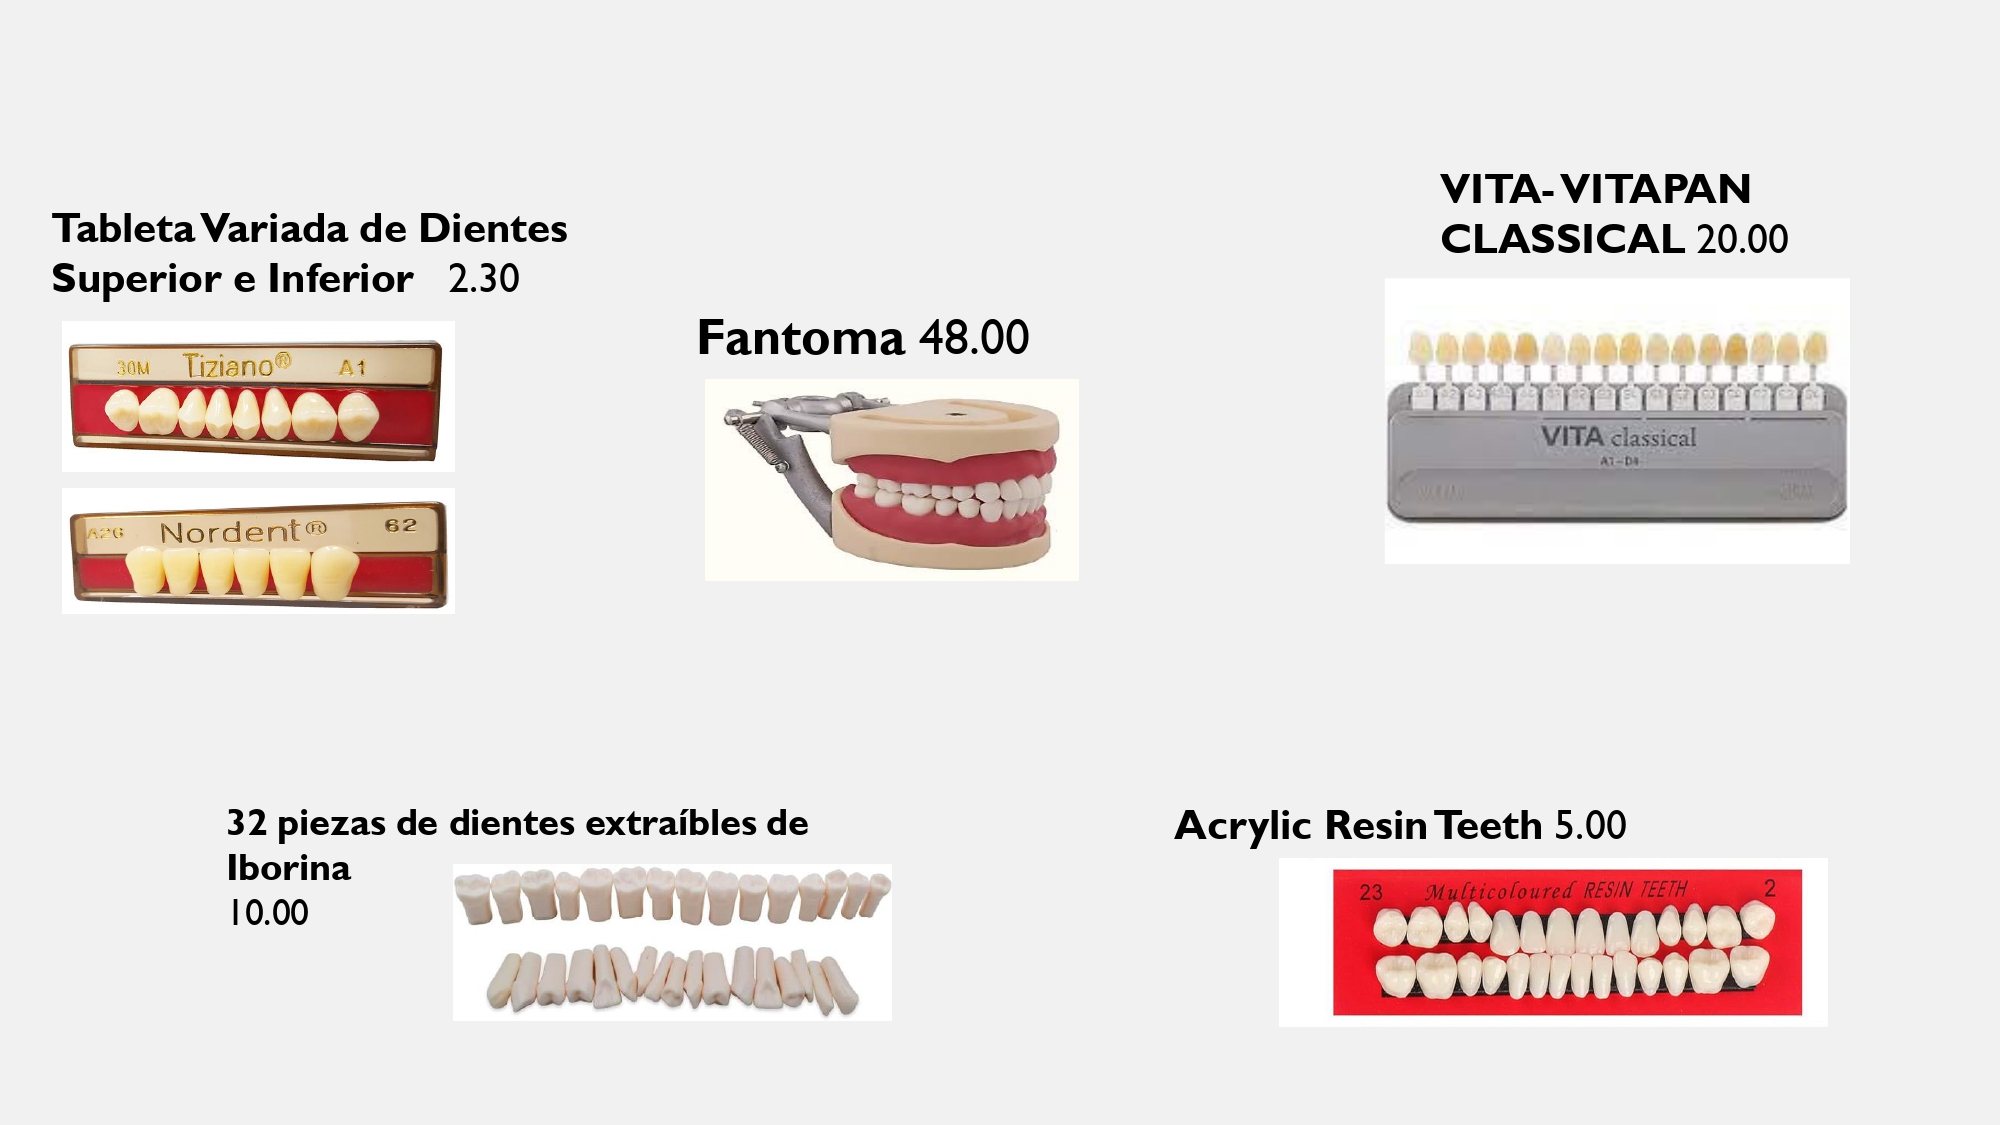 Tableta Variada de Dientes
Superior e Inferior 2.30
30M Tiziano® A1
A26 Nordent® 62
Fantoma 48.00
VITA- VITAPAN
CLASSICAL 20.00
VITA classical
A1-D4
32 piezas de dientes extraíbles de
Iborina
10.00
Acrylic Resin Teeth 5.00
23 Multicoloured RESIN TEETH 2